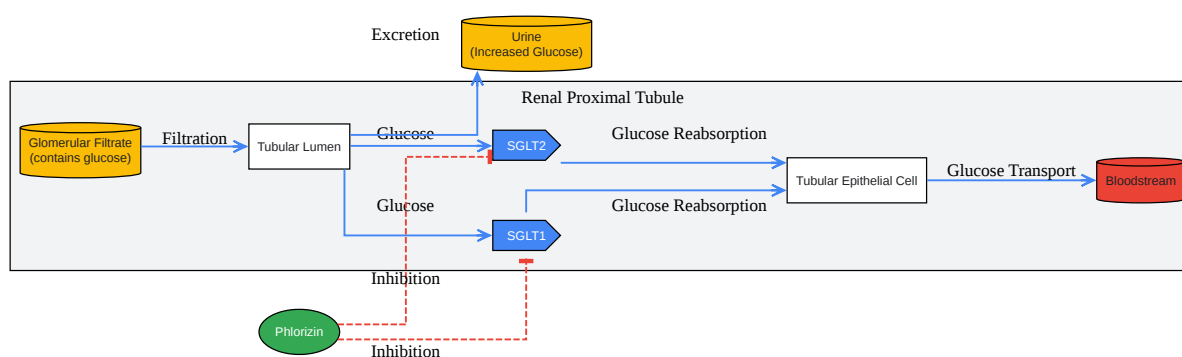 Excretion
Urine
(Increased Glucose)
Renal Proximal Tubule
Glomerular Filtrate
(contains glucose)
Filtration
Tubular Lumen
Glucose
SGLT2
Glucose Reabsorption
Tubular Epithelial Cell
Glucose Transport
Bloodstream
Glucose
SGLT1
Glucose Reabsorption
Inhibition
Phlorizin
Inhibition